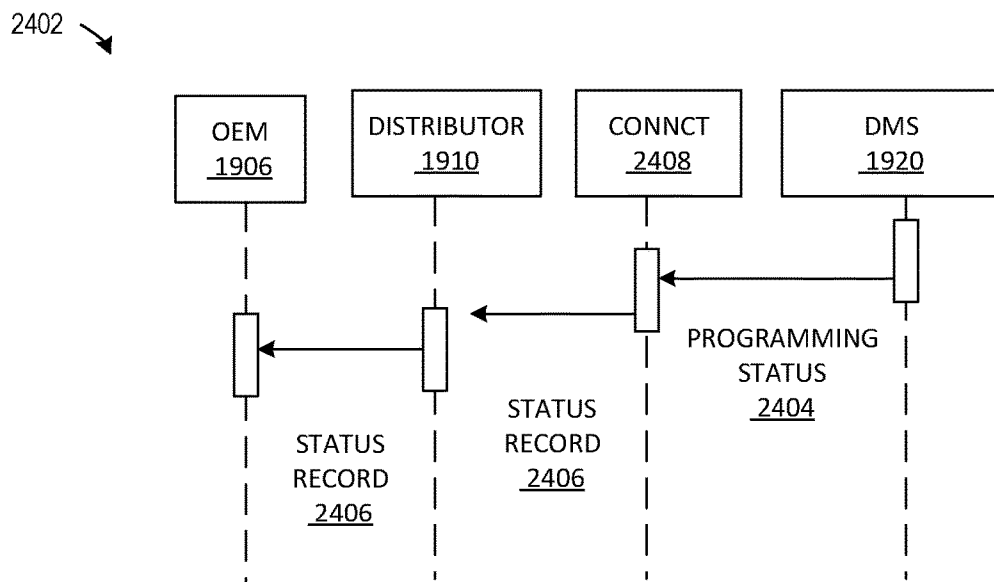 2402
OEM
1906
DISTRIBUTOR
1910
CONNCT
2408
DMS
1920
PROGRAMMING
STATUS
2404
STATUS
RECORD
2406
STATUS
RECORD
2406